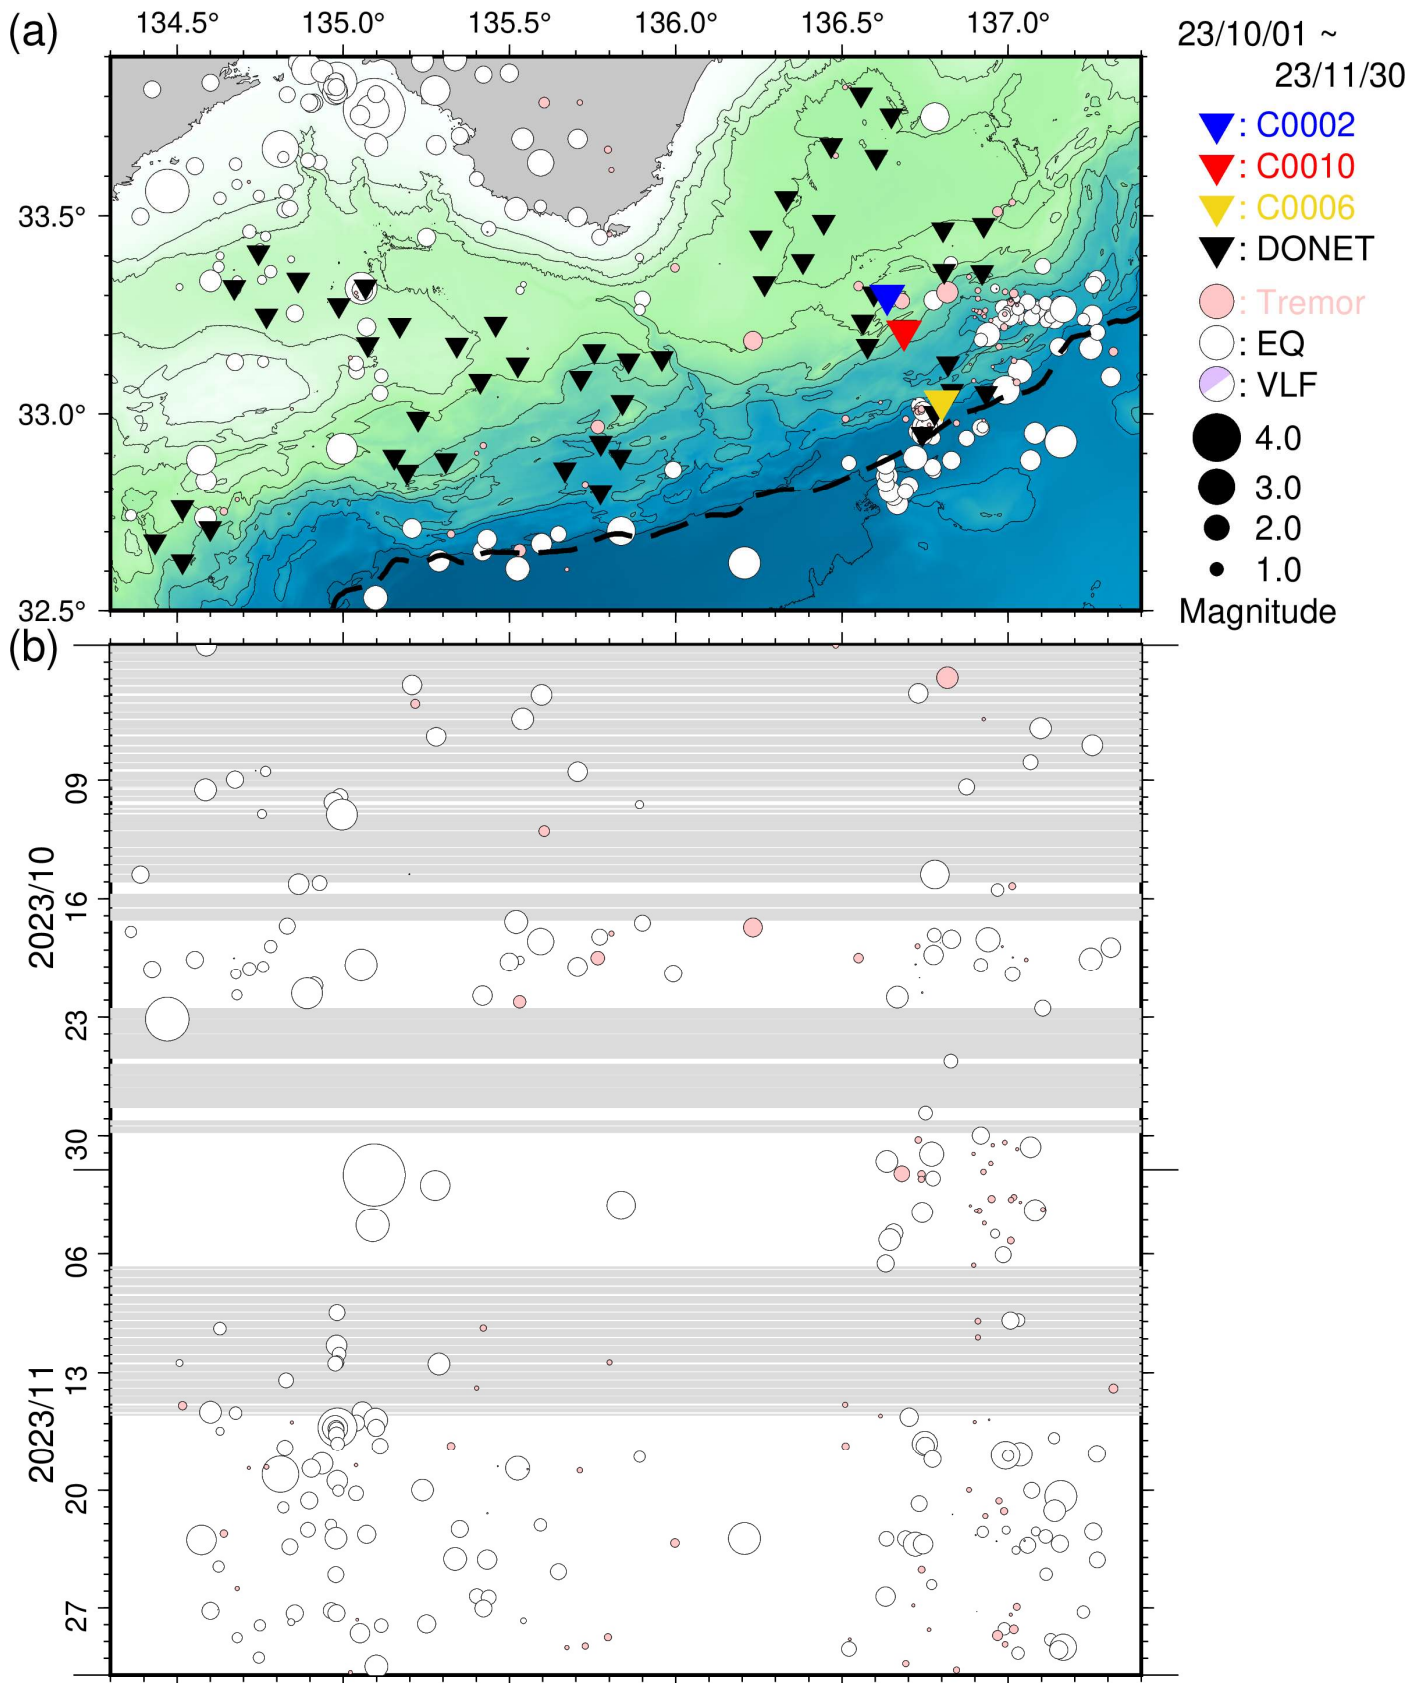 (a)
134.5° 135.0° 135.5° 136.0° 136.5° 137.0°
23/10/01 ~
23/11/30
: C0002
: C0010
: C0006
: DONET
: Tremor
: EQ
: VLF
4.0
3.0
2.0
1.0
Magnitude
33.5°
33.0°
32.5°
(b)
09
16
23
30
06
13
20
27
2023/10
2023/11